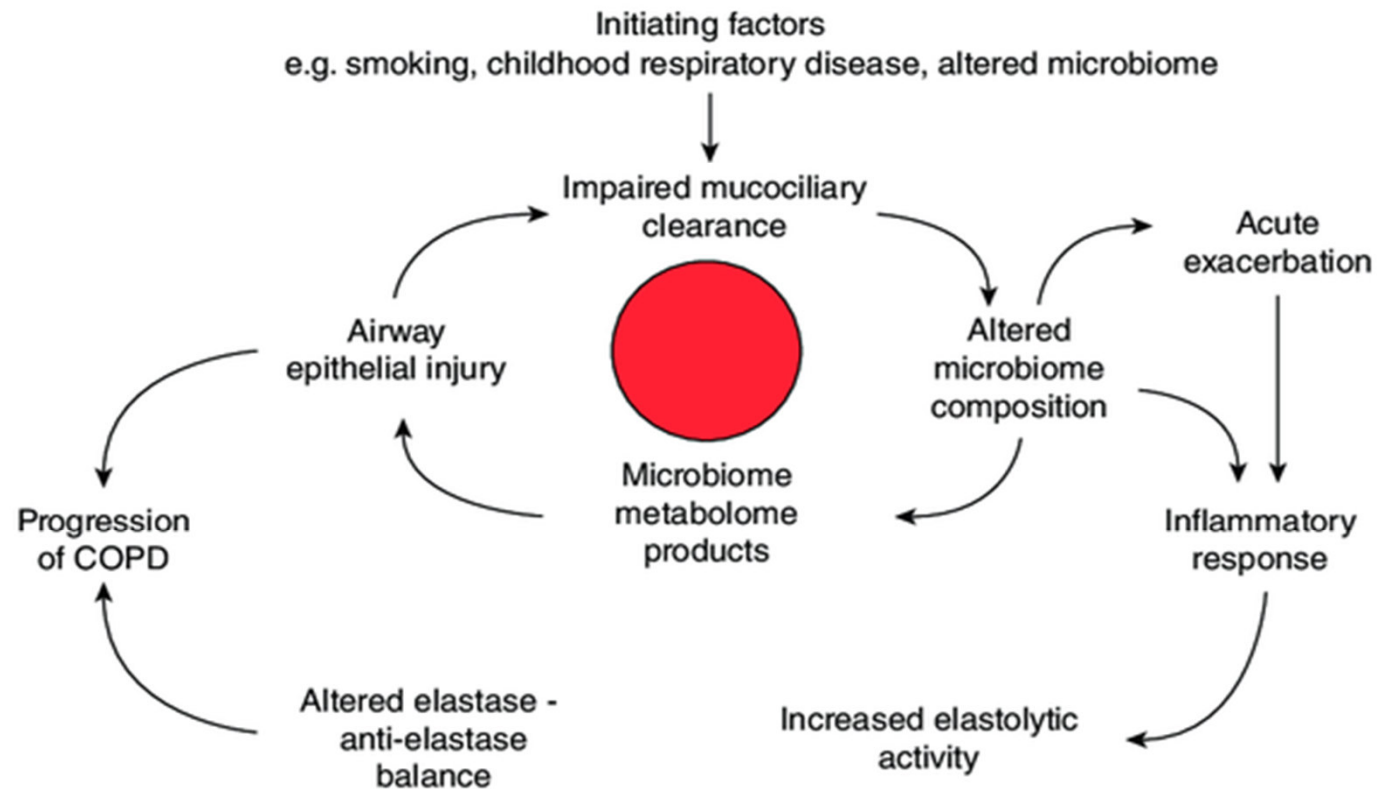 Initiating factors
e.g. smoking, childhood respiratory disease, altered microbiome
Impaired mucociliary
clearance
Acute
exacerbation
Airway
epithelial injury
Altered
microbiome
composition
Microbiome
metabolome
products
Progression
of COPD
Inflammatory
response
Altered elastase -
anti-elastase
balance
Increased elastolytic
activity